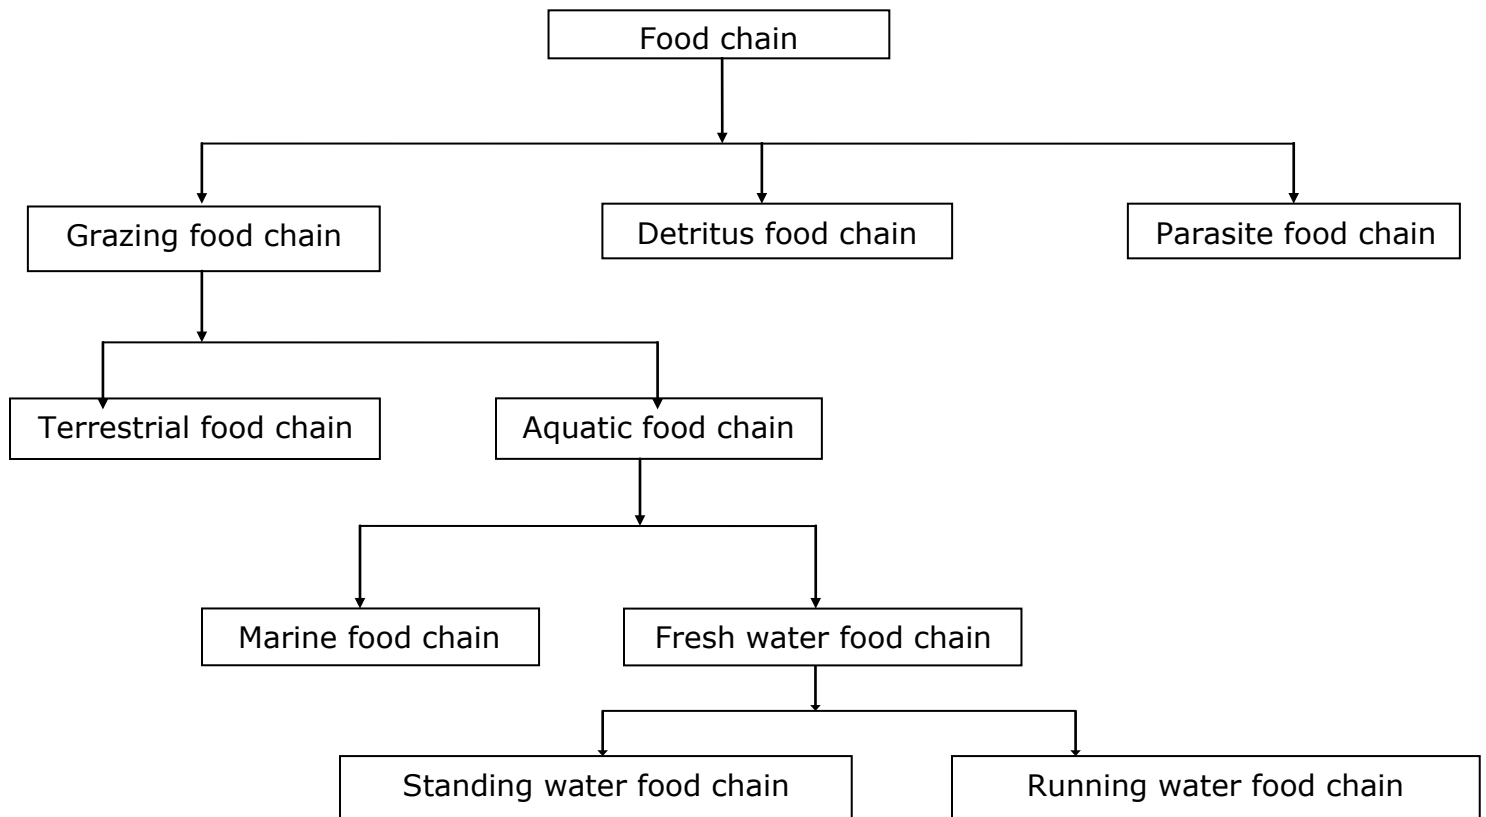 Food chain
Grazing food chain
Detritus food chain
Parasite food chain
Terrestrial food chain
Aquatic food chain
Marine food chain
Fresh water food chain
Standing water food chain
Running water food chain